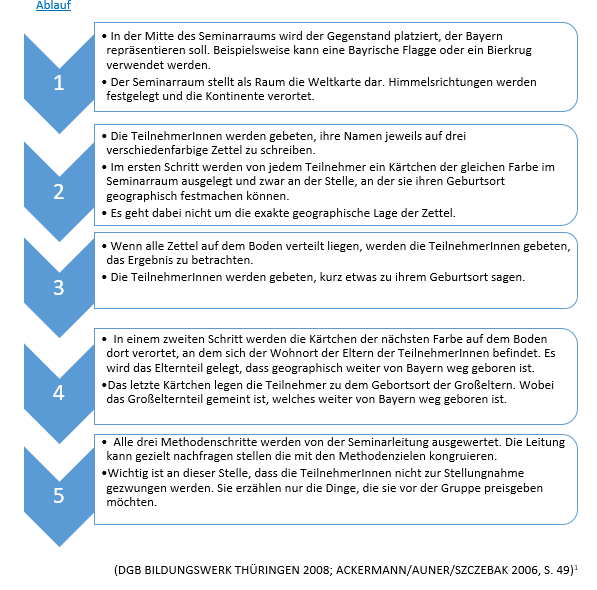 Ablauf
1
• In der Mitte des Seminarraums wird der Gegenstand platziert, der Bayern
repräsentieren soll. Beispielsweise kann eine Bayrische Flagge oder ein Bierkrug
verwendet werden.
• Der Seminarraum stellt als Raum die Weltkarte dar. Himmelsrichtungen werden
festgelegt und die Kontinente verortet.
2
• Die TeilnehmerInnen werden gebeten, ihre Namen jeweils auf drei
verschiedenfarbige Zettel zu schreiben.
• Im ersten Schritt werden von jedem Teilnehmer ein Kärtchen der gleichen Farbe im
Seminarraum ausgelegt und zwar an der Stelle, an der sie ihren Geburtsort
geographisch festmachen können.
• Es geht dabei nicht um die exakte geographische Lage der Zettel.
3
• Wenn alle Zettel auf dem Boden verteilt liegen, werden die TeilnehmerInnen gebeten,
das Ergebnis zu betrachten.
• Die TeilnehmerInnen werden gebeten, kurz etwas zu ihrem Geburtsort sagen.
4
• In einem zweiten Schritt werden die Kärtchen der nächsten Farbe auf dem Boden
dort verortet, an dem sich der Wohnort der Eltern der TeilnehmerInnen befindet. Es
wird das Elternteil gelegt, dass geographisch weiter von Bayern weg geboren ist.
•Das letzte Kärtchen legen die Teilnehmer zu dem Gebortsort der Großeltern. Wobei
das Großelternteil gemeint ist, welches weiter von Bayern weg geboren ist.
5
• Alle drei Methodenschritte werden von der Seminarleitung ausgewertet. Die Leitung
kann gezielt nachfragen stellen die mit den Methodenzielen kongruieren.
•Wichtig ist an dieser Stelle, dass die TeilnehmerInnen nicht zur Stellungnahme
gezwungen werden. Sie erzählen nur die Dinge, die sie vor der Gruppe preisgeben
möchten.
(DGB BILDUNGSWERK THÜRINGEN 2008; ACKERMANN/AUNER/SZCZEBAK 2006, S. 49)¹